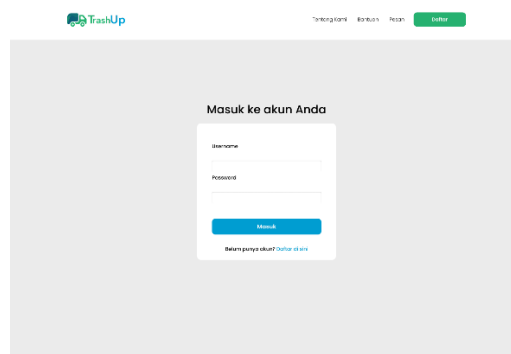 TrashUp
Tentang Kami Bantuan Pesan Daftar
Masuk ke akun Anda
Username
Password
Masuk
Belum punya akun? Daftar di sini